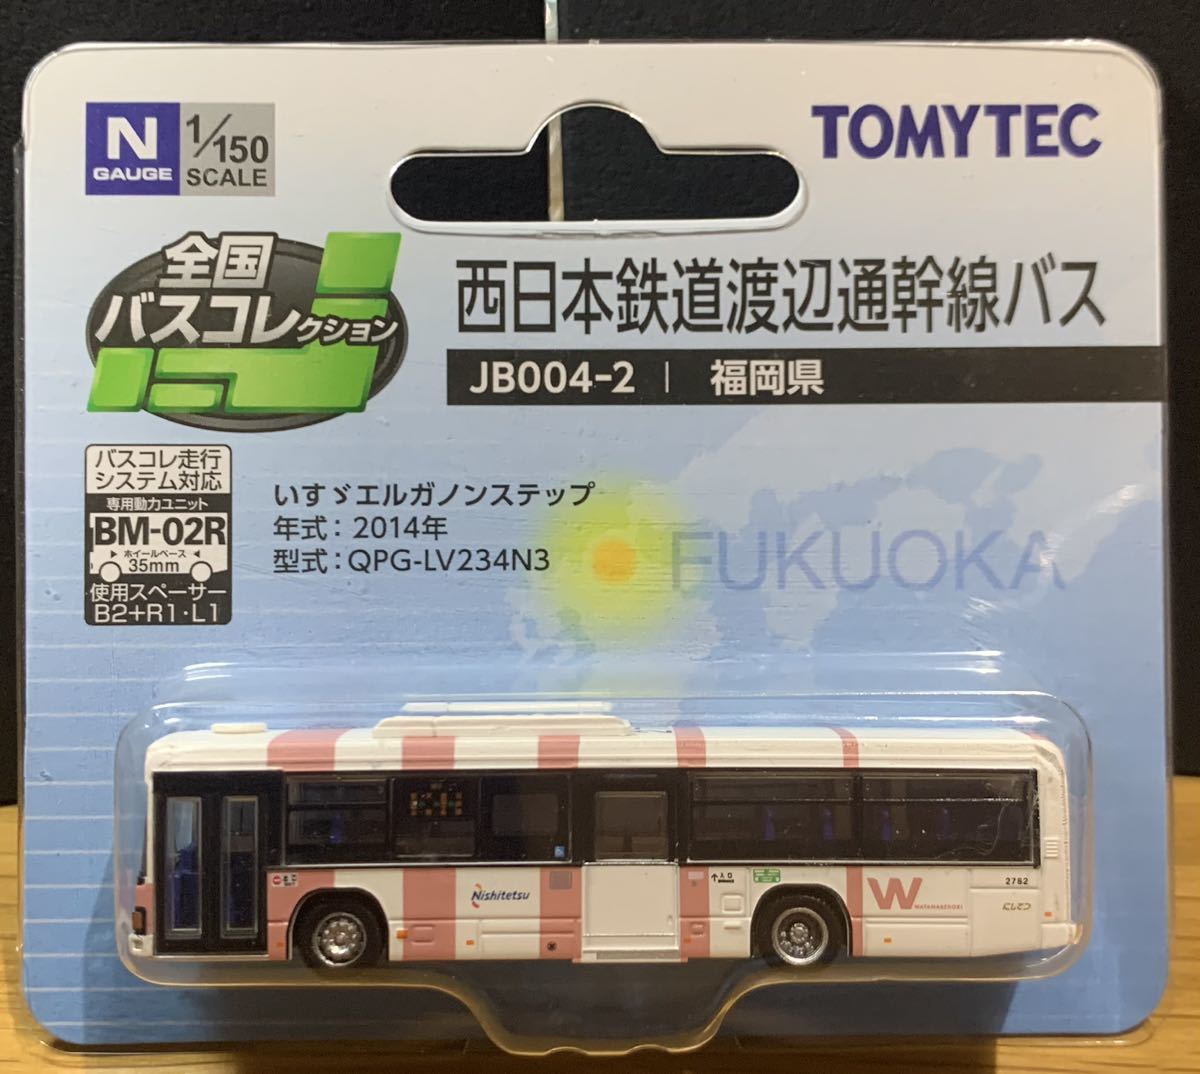 N
GAUGE
1/150
SCALE
TOMYTEC
全国
バスコレクション
西日本鉄道渡辺通幹線バス
JB004-2 | 福岡県
バスコレ走行
システム対応
専用動力ユニット
BM-02R
ホイールベース
35mm
使用スペーサー
B2+R1・L1
いすゞエルガノンステップ
年式：2014年
型式：QPG-LV234N3
FUKUOKA
Nishitetsu
入口
W
2782
にしてつ